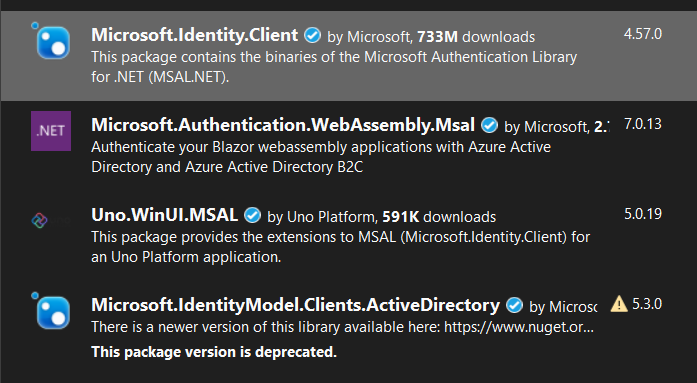 Microsoft.Identity.Client by Microsoft, 733M downloads 4.57.0
This package contains the binaries of the Microsoft Authentication Library
for .NET (MSAL.NET).
.NET
Microsoft.Authentication.WebAssembly.Msal by Microsoft, 2. 7.0.13
Authenticate your Blazor webassembly applications with Azure Active
Directory and Azure Active Directory B2C
Uno.WinUI.MSAL by Uno Platform, 591K downloads 5.0.19
This package provides the extensions to MSAL (Microsoft.Identity.Client) for
an Uno Platform application.
Microsoft.IdentityModel.Clients.ActiveDirectory by Microsc 5.3.0
There is a newer version of this library available here: https://www.nuget.or...
This package version is deprecated.